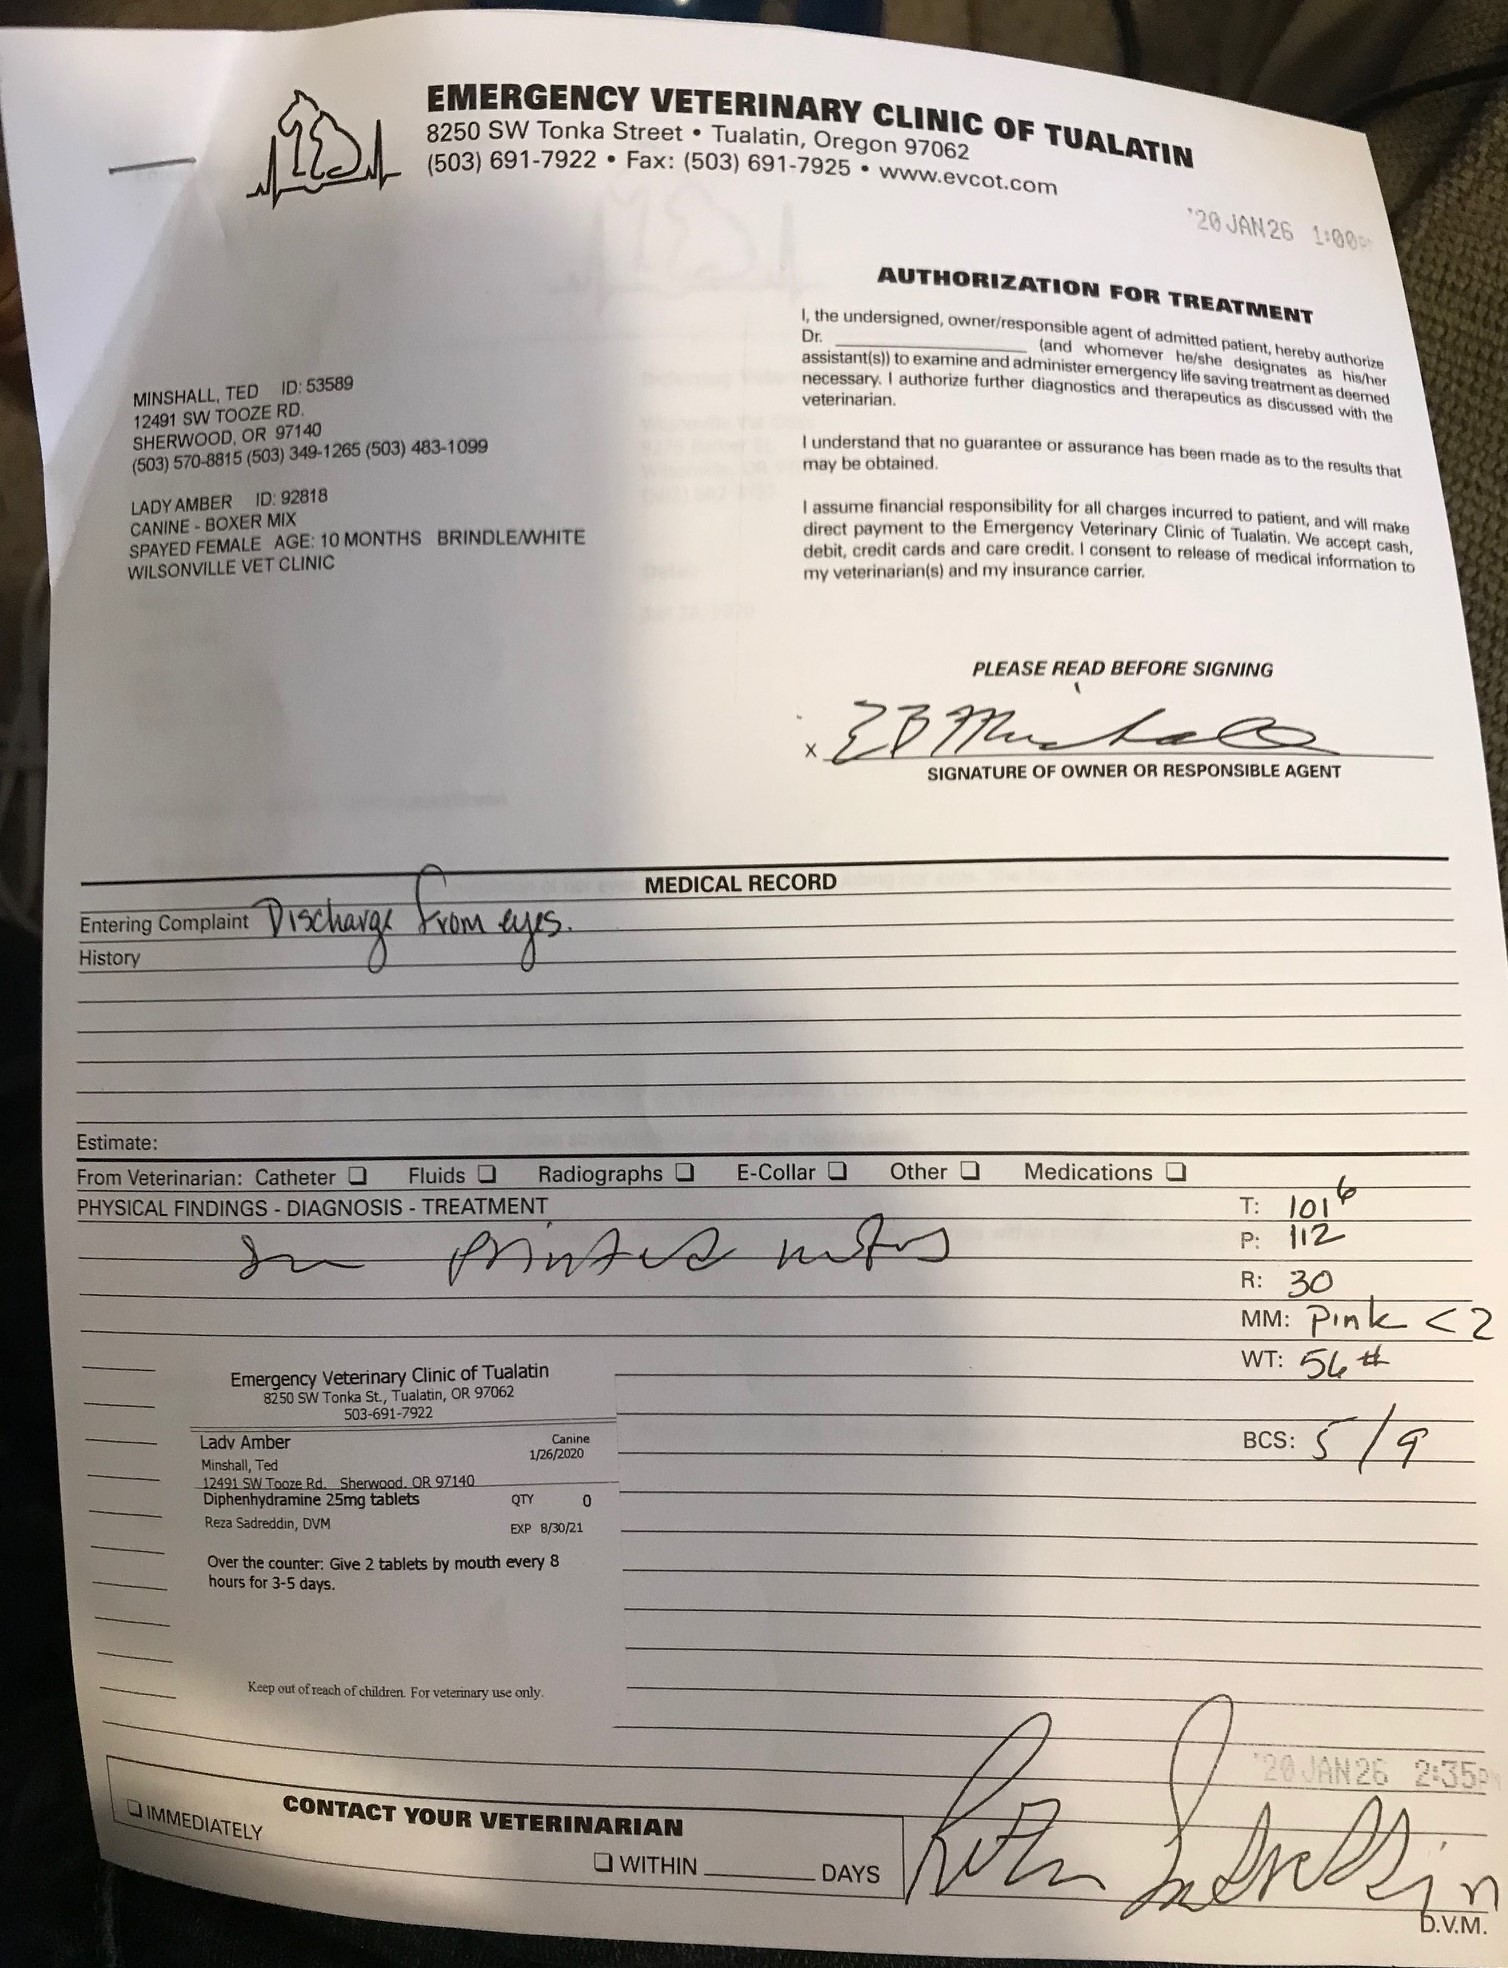 EMERGENCY VETERINARY CLINIC OF TUALATIN
8250 SW Tonka Street • Tualatin, Oregon 97062
(503) 691-7922 • Fax: (503) 691-7925 • www.evcot.com
'20 JAN 26 1:00P
AUTHORIZATION FOR TREATMENT
I, the undersigned, owner/responsible agent of admitted patient, hereby authorize
Dr. ____________ (and whomever he/she designates as his/her
assistant(s)) to examine and administer emergency life saving treatment as deemed
necessary. I authorize further diagnostics and therapeutics as discussed with the
veterinarian.
I understand that no guarantee or assurance has been made as to the results that
may be obtained.
I assume financial responsibility for all charges incurred to patient, and will make
direct payment to the Emergency Veterinary Clinic of Tualatin. We accept cash,
debit, credit cards and care credit. I consent to release of medical information to
my veterinarian(s) and my insurance carrier.
MINSHALL, TED ID: 53589
12491 SW TOOZE RD.
SHERWOOD, OR 97140
(503) 570-8815 (503) 349-1265 (503) 483-1099
LADY AMBER ID: 92818
CANINE - BOXER MIX
SPAYED FEMALE AGE: 10 MONTHS BRINDLE/WHITE
WILSONVILLE VET CLINIC
PLEASE READ BEFORE SIGNING
x EB Minshall
SIGNATURE OF OWNER OR RESPONSIBLE AGENT
MEDICAL RECORD
Entering Complaint Discharge from eyes.
History
Estimate:
From Veterinarian: Catheter ❏ Fluids ❏ Radiographs ❏ E-Collar ❏ Other ❏ Medications ❏
PHYSICAL FINDINGS - DIAGNOSIS - TREATMENT
See printed notes
T: 101⁶
P: 112
R: 30
MM: Pink <2
WT: 56#
BCS: 5/9
Emergency Veterinary Clinic of Tualatin
8250 SW Tonka St., Tualatin, OR 97062
503-691-7922
Lady Amber Canine
Minshall, Ted 1/26/2020
12491 SW Tooze Rd. Sherwood, OR 97140
Diphenhydramine 25mg tablets QTY 0
Reza Sadreddin, DVM EXP 8/30/21
Over the counter: Give 2 tablets by mouth every 8
hours for 3-5 days.
Keep out of reach of children. For veterinary use only.
'20 JAN 26 2:35P
CONTACT YOUR VETERINARIAN
❏ IMMEDIATELY
❏ WITHIN ________ DAYS
Reza Sadreddin
D.V.M.